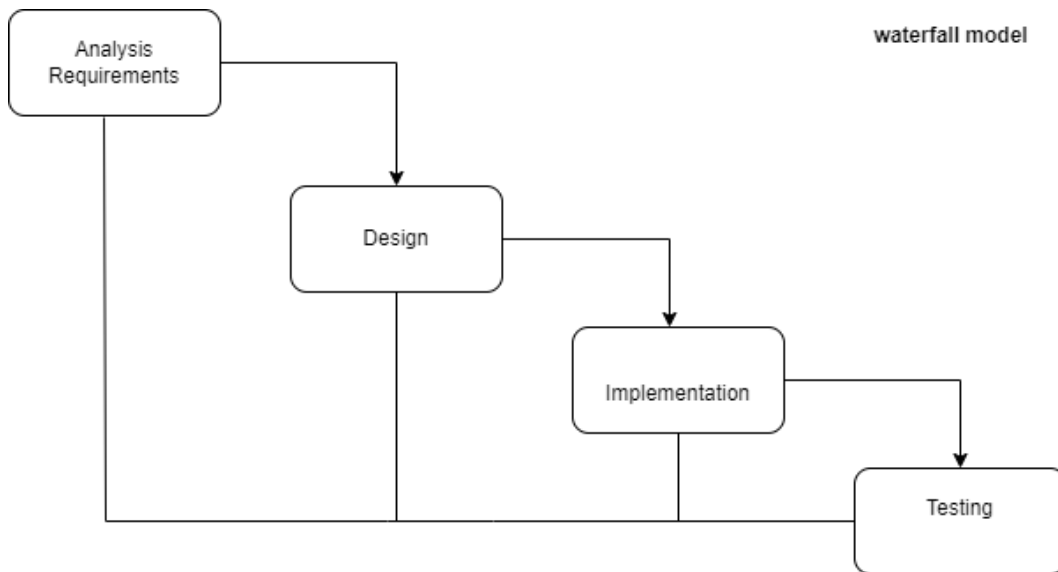 Analysis
Requirements
waterfall model
Design
Implementation
Testing